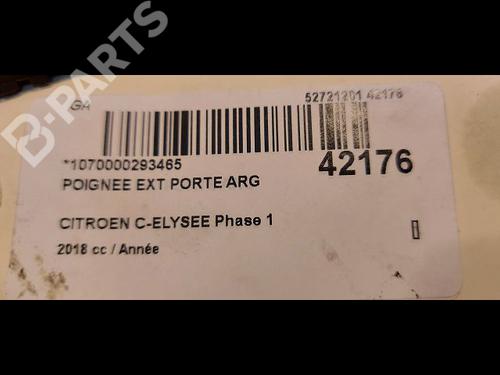 B-PARTS
GA
52721201 42176
*1070000293465
42176
POIGNEE EXT PORTE ARG
CITROEN C-ELYSEE Phase 1
2018 cc / Année